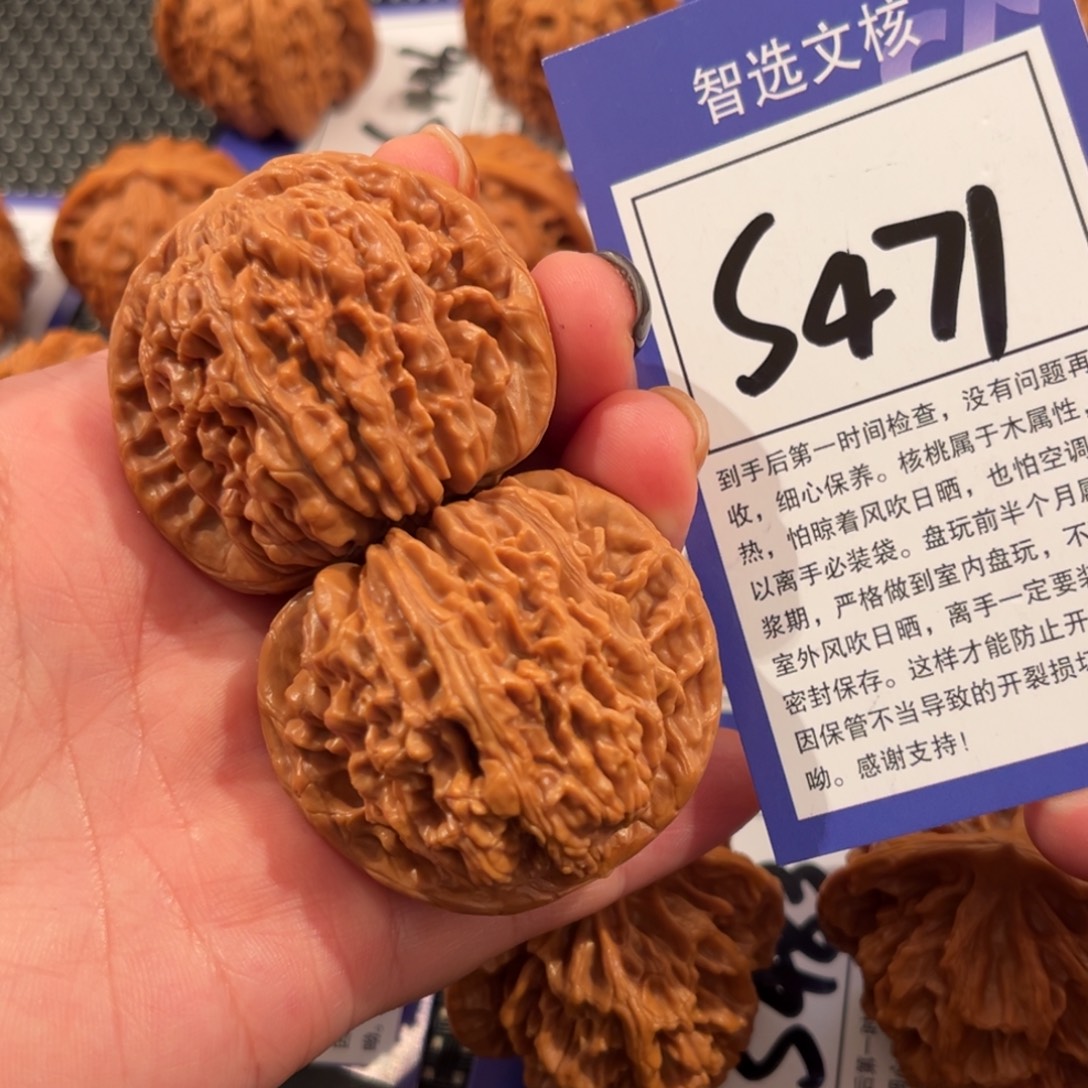 智选文核
S471
到手后第一时间检查，没有问题再
收，细心保养。核桃属于木属性，
热，怕晾着风吹日晒，也怕空调
以离手必装袋。盘玩前半个月属
浆期，严格做到室内盘玩，不
室外风吹日晒，离手一定要装
密封保存。这样才能防止开
因保管不当导致的开裂损坏
呦。感谢支持！